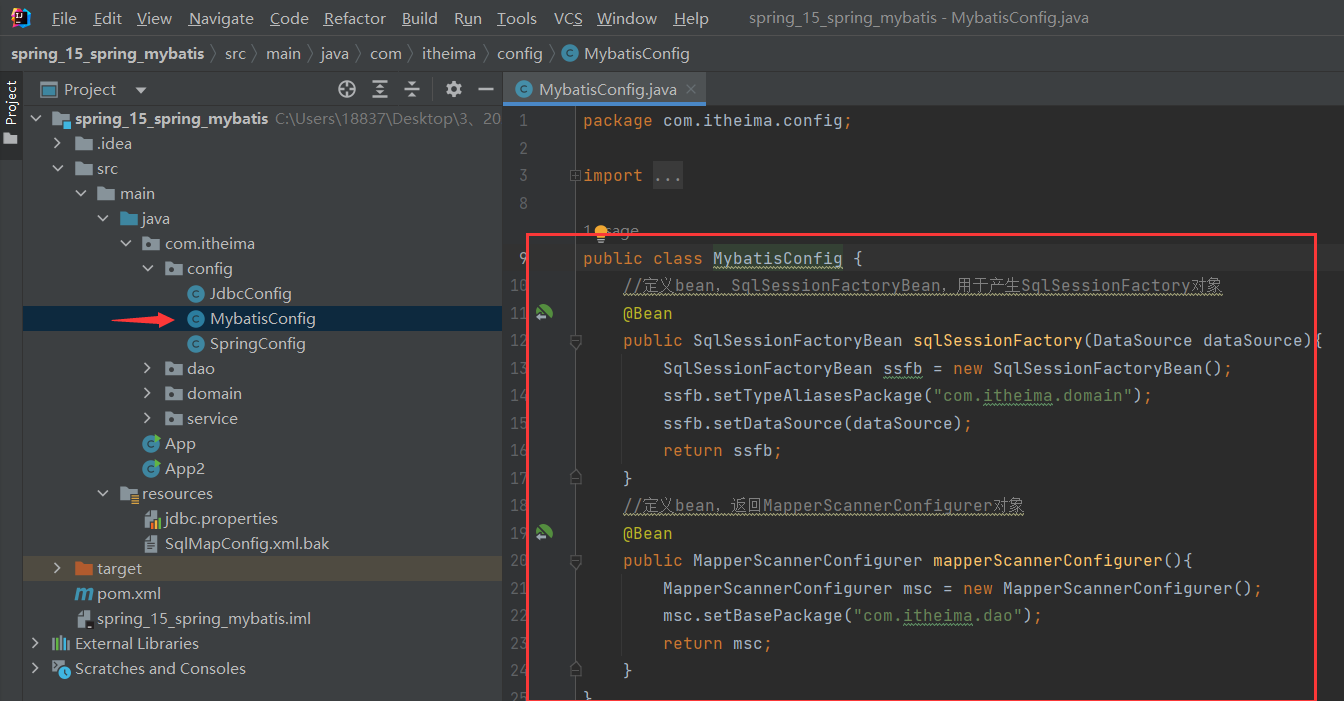 File Edit View Navigate Code Refactor Build Run Tools VCS Window Help spring_15_spring_mybatis - MybatisConfig.java
spring_15_spring_mybatis src main java com itheima config MybatisConfig
Project
Project
spring_15_spring_mybatis C:\Users\18837\Desktop\3、20
.idea
src
main
java
com.itheima
config
JdbcConfig
MybatisConfig
SpringConfig
dao
domain
service
App
App2
resources
jdbc.properties
SqlMapConfig.xml.bak
target
pom.xml
spring_15_spring_mybatis.iml
External Libraries
Scratches and Consoles
MybatisConfig.java
1 package com.itheima.config;
2
3 import ...
8
1 usage
9 public class MybatisConfig {
10 //定义bean，SqlSessionFactoryBean，用于产生SqlSessionFactory对象
11 @Bean
12 public SqlSessionFactoryBean sqlSessionFactory(DataSource dataSource){
13 SqlSessionFactoryBean ssfb = new SqlSessionFactoryBean();
14 ssfb.setTypeAliasesPackage("com.itheima.domain");
15 ssfb.setDataSource(dataSource);
16 return ssfb;
17 }
18 //定义bean，返回MapperScannerConfigurer对象
19 @Bean
20 public MapperScannerConfigurer mapperScannerConfigurer(){
21 MapperScannerConfigurer msc = new MapperScannerConfigurer();
22 msc.setBasePackage("com.itheima.dao");
23 return msc;
24 }
25 }